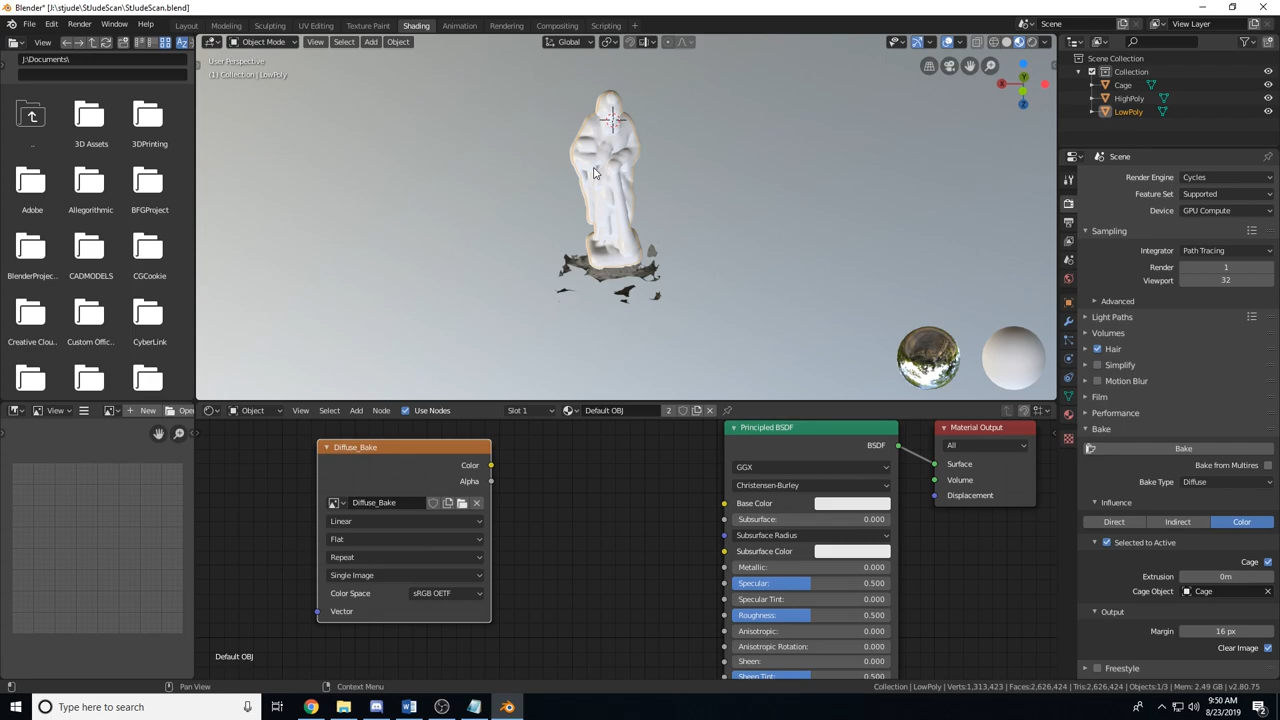 Blender* [J:\stjude\StJudeScan\StJudeScan.blend]
File Edit Render Window Help Layout Modeling Sculpting UV Editing Texture Paint Shading Animation Rendering Compositing Scripting + Scene View Layer
View
Object Mode View Select Add Object Global
J:\Documents\
User Perspective
(1) Collection | LowPoly
Scene Collection
Collection
Cage
HighPoly
LowPoly
..
3D Assets
3DPrinting
Adobe
Allegorithmic
BFGProject
BlenderProjec..
CADMODELS
CGCookie
Creative Clou..
Custom Offic..
CyberLink
X
Y
Z
Scene
Render Engine Cycles
Feature Set Supported
Device GPU Compute
Sampling
Integrator Path Tracing
Render 1
Viewport 32
Advanced
Light Paths
Volumes
Hair
Simplify
Motion Blur
Film
Performance
Bake
Bake
Bake from Multires
Bake Type Diffuse
Influence
Direct Indirect Color
Selected to Active
Cage
Extrusion 0m
Cage Object Cage
Output
Margin 16 px
Clear Image
Freestyle
View + New Open
Object View Select Add Node Use Nodes Slot 1 Default OBJ 2
Diffuse_Bake
Color
Alpha
Diffuse_Bake
Linear
Flat
Repeat
Single Image
Color Space sRGB OETF
Vector
Default OBJ
Principled BSDF
BSDF
GGX
Christensen-Burley
Base Color
Subsurface: 0.000
Subsurface Radius
Subsurface Color
Metallic: 0.000
Specular: 0.500
Specular Tint: 0.000
Roughness: 0.500
Anisotropic: 0.000
Anisotropic Rotation: 0.000
Sheen: 0.000
Sheen Tint: 0.500
Material Output
All
Surface
Volume
Displacement
Pan View Context Menu Collection | LowPoly | Verts:1,313,423 | Faces:2,626,424 | Tris:2,626,424 | Objects:1/3 | Mem: 2.49 GB | v2.80.75
Type here to search
9:50 AM
8/23/2019
2